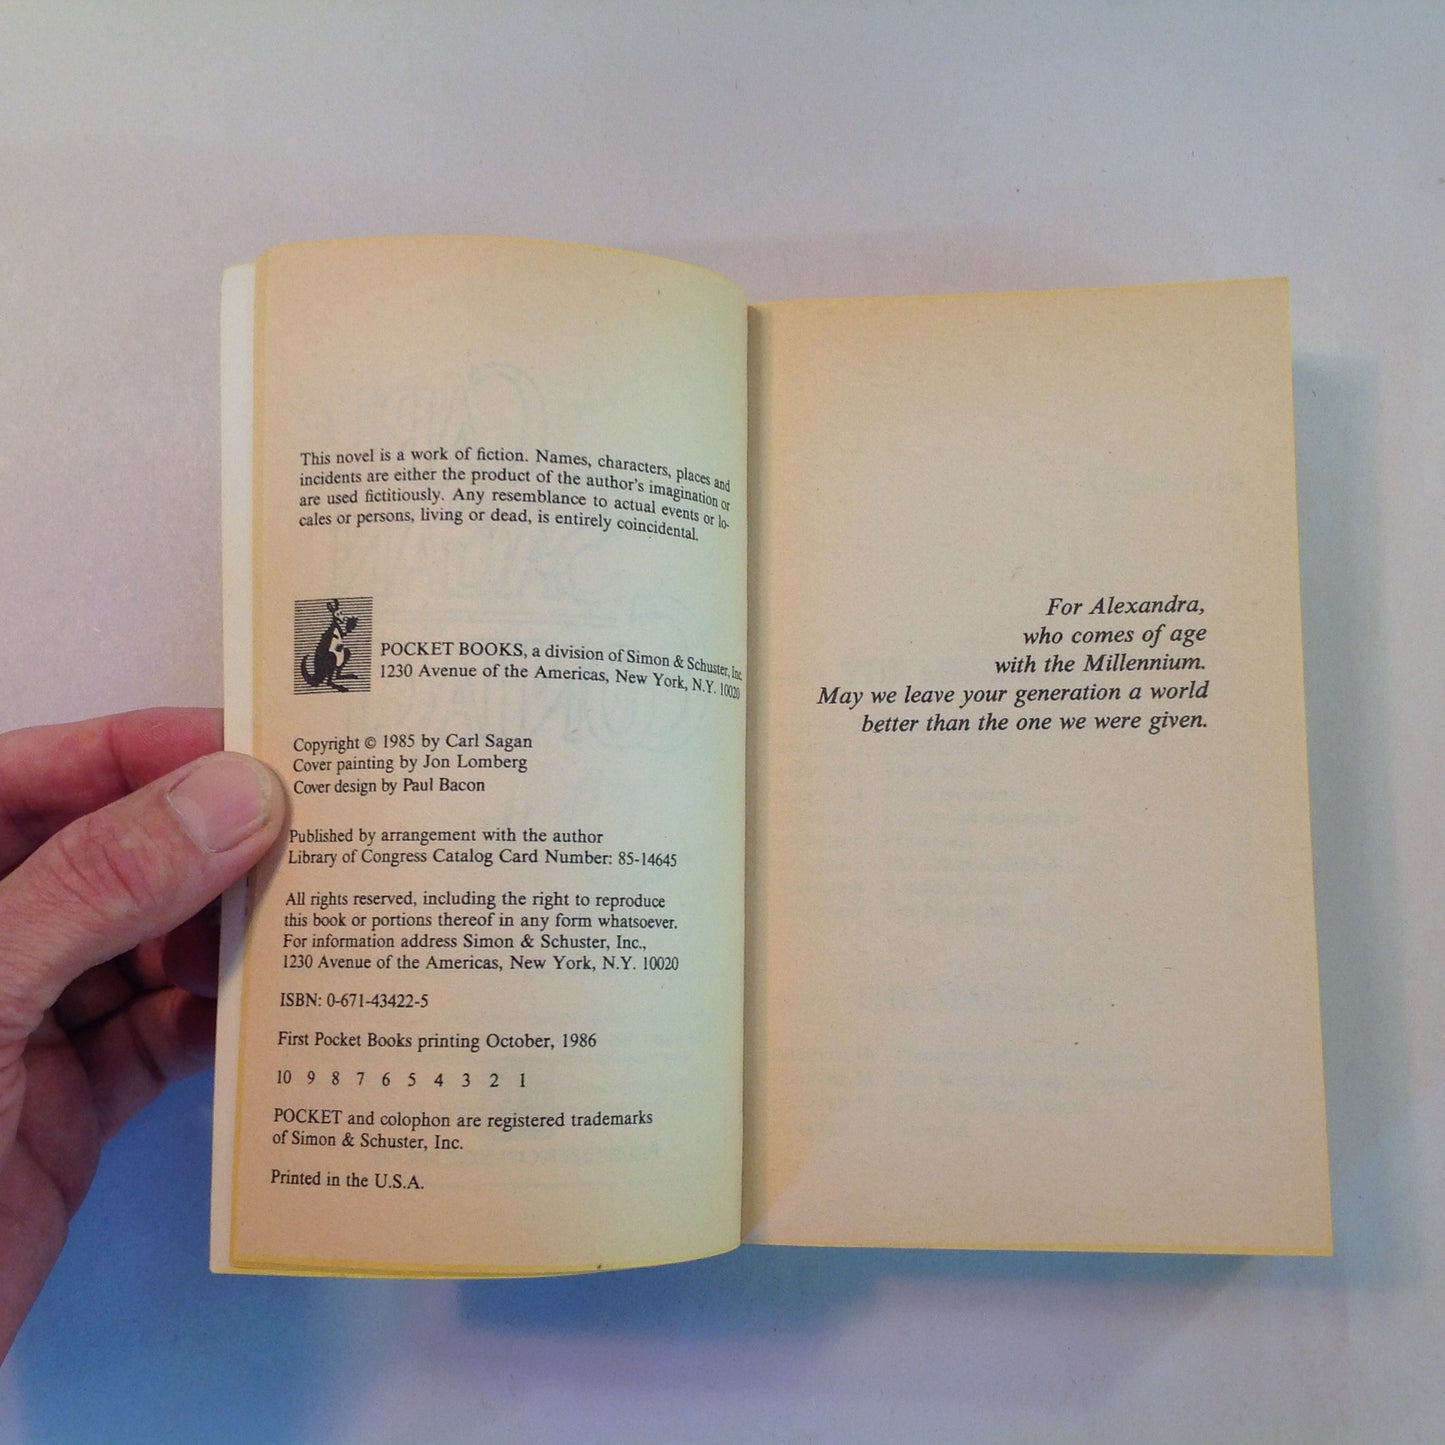 This novel is a work of fiction. Names, characters, places and
incidents are either the product of the author's imagination or
are used fictitiously. Any resemblance to actual events or lo-
cales or persons, living or dead, is entirely coincidental.
POCKET BOOKS, a division of Simon & Schuster, Inc.
1230 Avenue of the Americas, New York, N.Y. 10020
Copyright © 1985 by Carl Sagan
Cover painting by Jon Lomberg
Cover design by Paul Bacon
Published by arrangement with the author
Library of Congress Catalog Card Number: 85-14645
All rights reserved, including the right to reproduce
this book or portions thereof in any form whatsoever.
For information address Simon & Schuster, Inc.,
1230 Avenue of the Americas, New York, N.Y. 10020
ISBN: 0-671-43422-5
First Pocket Books printing October, 1986
10 9 8 7 6 5 4 3 2 1
POCKET and colophon are registered trademarks
of Simon & Schuster, Inc.
Printed in the U.S.A.
For Alexandra,
who comes of age
with the Millennium.
May we leave your generation a world
better than the one we were given.